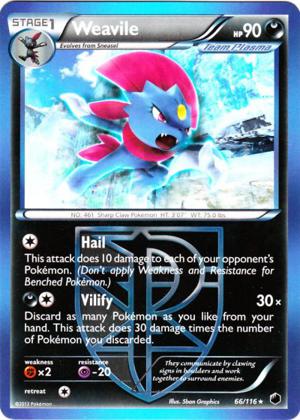 STAGE1
Weavile
HP90
Evolves from Sneasel
Team Plasma
NO. 461 Sharp Claw Pokémon HT: 3'07" WT: 75.0 lbs
Hail
This attack does 10 damage to each of your opponent's
Pokémon. (Don't apply Weakness and Resistance for
Benched Pokémon.)
Vilify
30×
Discard as many Pokémon as you like from your
hand. This attack does 30 damage times the number
of Pokémon you discarded.
weakness
×2
resistance
-20
retreat
They communicate by clawing
signs in boulders and work
together to surround enemies.
Illus. 5ban Graphics
66/116 ★
©2013 Pokémon